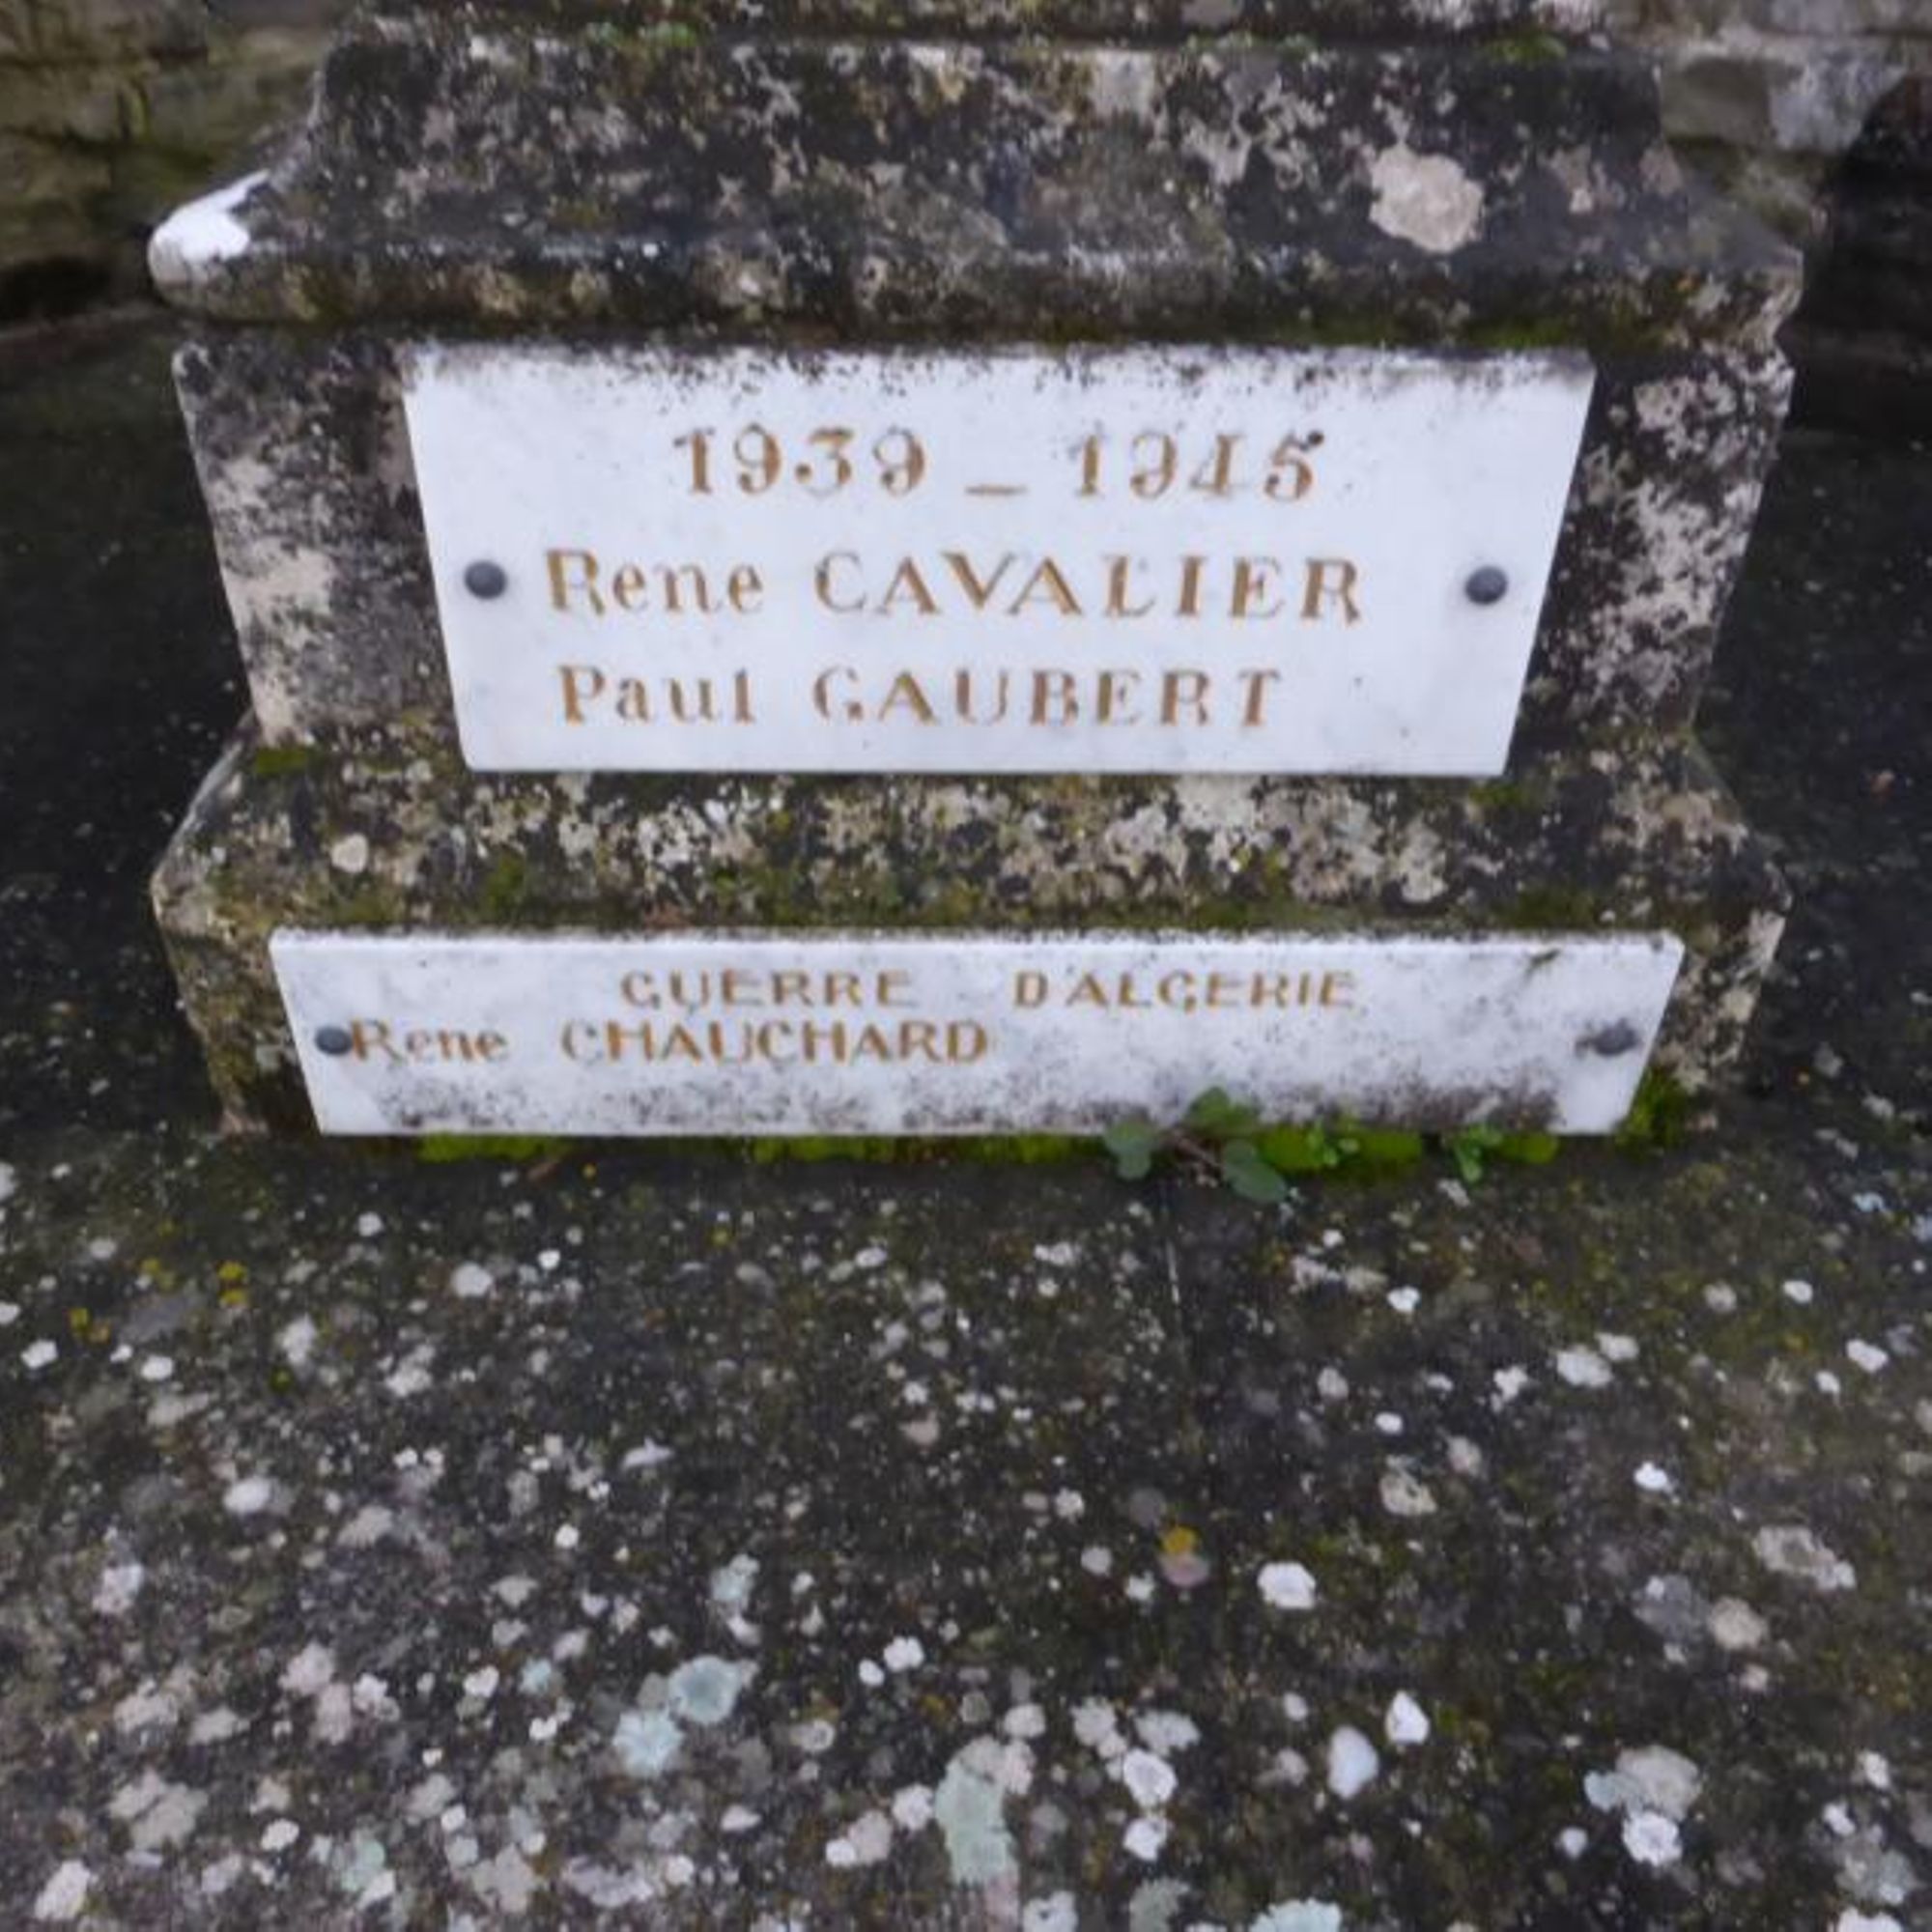 1939 _ 1945
Rene CAVALIER
Paul GAUBERT
GUERRE D'ALGERIE
Rene CHAUCHARD